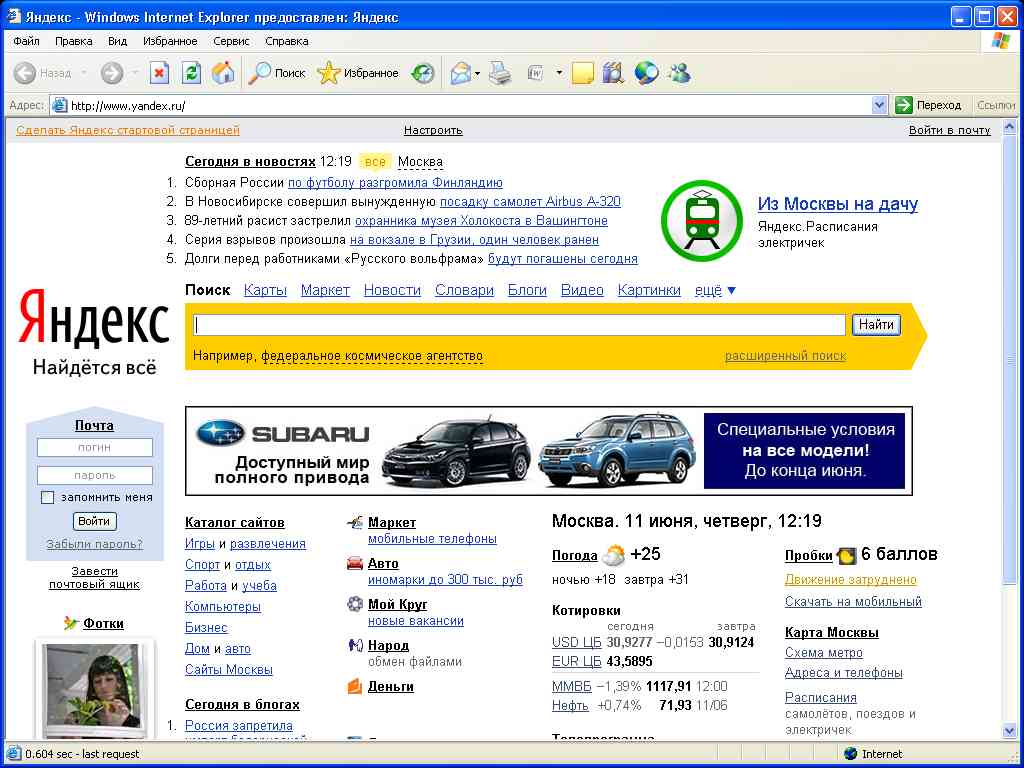 Яндекс - Windows Internet Explorer предоставлен: Яндекс
Файл Правка Вид Избранное Сервис Справка
Назад Поиск Избранное
Адрес: http://www.yandex.ru/ Переход Ссылки
Сделать Яндекс стартовой страницей Настроить Войти в почту
Сегодня в новостях 12:19 все Москва
1. Сборная России по футболу разгромила Финляндию
2. В Новосибирске совершил вынужденную посадку самолет Airbus A-320
3. 89-летний расист застрелил охранника музея Холокоста в Вашингтоне
4. Серия взрывов произошла на вокзале в Грузии, один человек ранен
5. Долги перед работниками «Русского вольфрама» будут погашены сегодня
Из Москвы на дачу
Яндекс.Расписания
электричек
Поиск Карты Маркет Новости Словари Блоги Видео Картинки ещё ▼
Яндекс
Найдётся всё
Найти
Например, федеральное космическое агентство расширенный поиск
Почта
логин
пароль
запомнить меня
Войти
Забыли пароль?
Завести
почтовый ящик
Фотки
SUBARU
Доступный мир
полного привода
Специальные условия
на все модели!
До конца июня.
Каталог сайтов
Игры и развлечения
Спорт и отдых
Работа и учеба
Компьютеры
Бизнес
Дом и авто
Сайты Москвы
Сегодня в блогах
1. Россия запретила
Маркет
мобильные телефоны
Авто
иномарки до 300 тыс. руб
Мой Круг
новые вакансии
Народ
обмен файлами
Деньги
Москва. 11 июня, четверг, 12:19
Погода +25
ночью +18 завтра +31
Котировки
сегодня завтра
USD ЦБ 30,9277 −0,0153 30,9124
EUR ЦБ 43,5895
ММВБ −1,39% 1117,91 12:00
Нефть +0,74% 71,93 11/06
Пробки 6 баллов
Движение затруднено
Скачать на мобильный
Карта Москвы
Схема метро
Адреса и телефоны
Расписания
самолётов, поездов и
электричек
0.604 sec - last request Internet